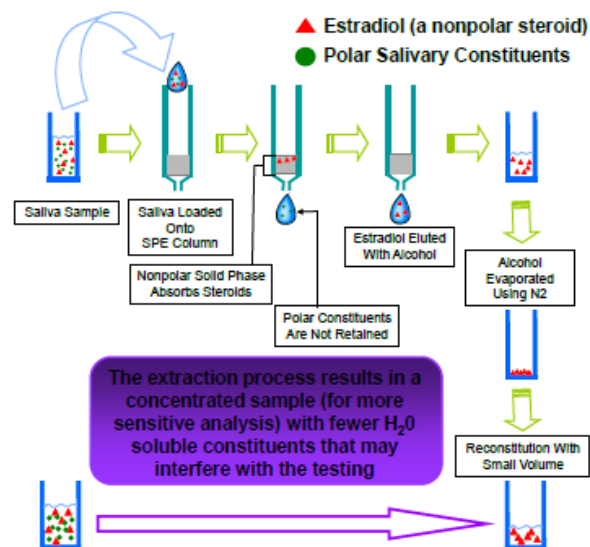 Estradiol (a nonpolar steroid)
Polar Salivary Constituents
Saliva Sample
Saliva Loaded
Onto
SPE Column
Nonpolar Solid Phase
Absorbs Steroids
Polar Constituents
Are Not Retained
Estradiol Eluted
With Alcohol
Alcohol
Evaporated
Using N2
The extraction process results in a
concentrated sample (for more
sensitive analysis) with fewer H₂0
soluble constituents that may
interfere with the testing
Reconstitution With
Small Volume